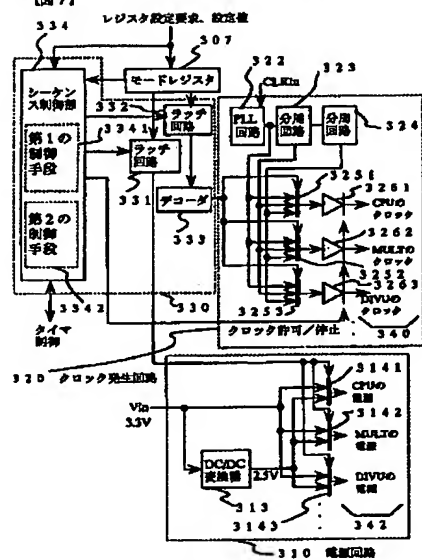 【図7】
レジスタ設定要求、設定値
334
307
モードレジスタ
シーケン
ス制御部
332
ラッチ
回路
3341
第1の
制御
手段
ラッチ
回路
331
デコーダ
333
第2の
制御
手段
3342
タイマ
制御
330
322
CLKin
323
324
PLL
回路
分周
回路
分周
回路
3251
3261
CPUの
クロック
3262
MULTの
クロック
3252
3263
DIVUの
クロック
3253
クロック許可/停止
340
320 クロック発生回路
Vin
3.3V
DC/DC
変換器
2.5V
313
3141
CPUの
電源
3142
MULTの
電源
DIVUの
電源
3143
342
310 電源回路